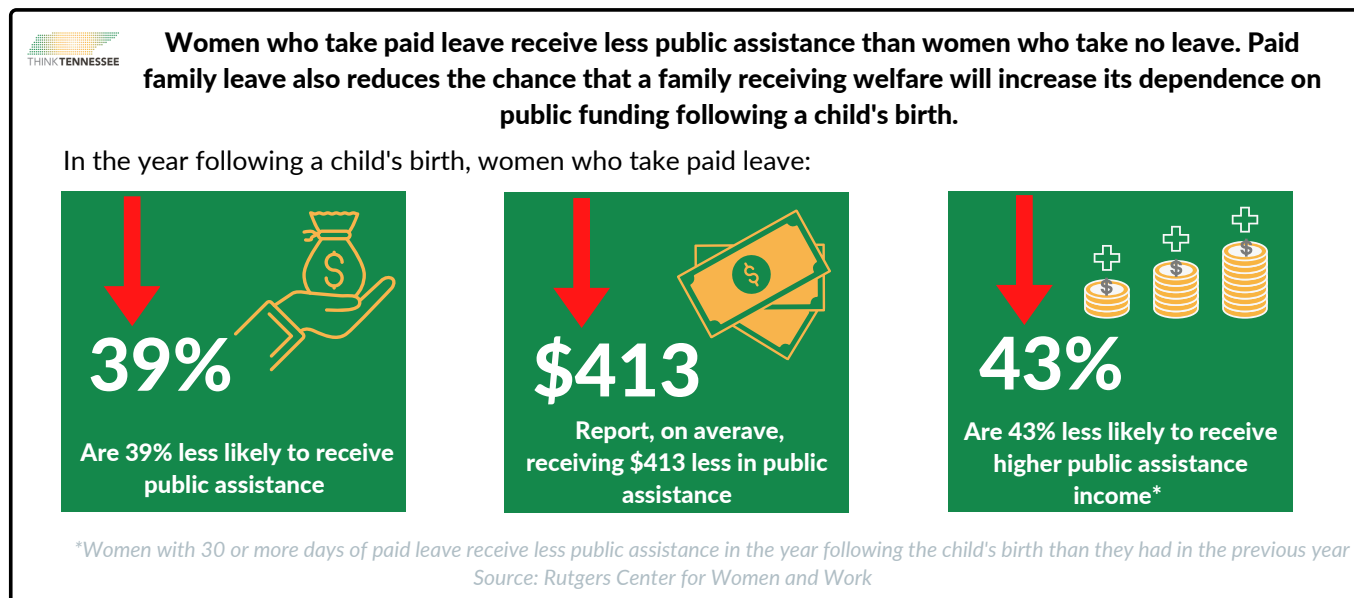 THINKTENNESSEE
Women who take paid leave receive less public assistance than women who take no leave. Paid
family leave also reduces the chance that a family receiving welfare will increase its dependence on
public funding following a child's birth.
In the year following a child's birth, women who take paid leave:
39%
Are 39% less likely to receive
public assistance
$
$413
Report, on averave,
receiving $413 less in public
assistance
$
43%
Are 43% less likely to receive
higher public assistance
income*
$ $ $
*Women with 30 or more days of paid leave receive less public assistance in the year following the child's birth than they had in the previous year
Source: Rutgers Center for Women and Work